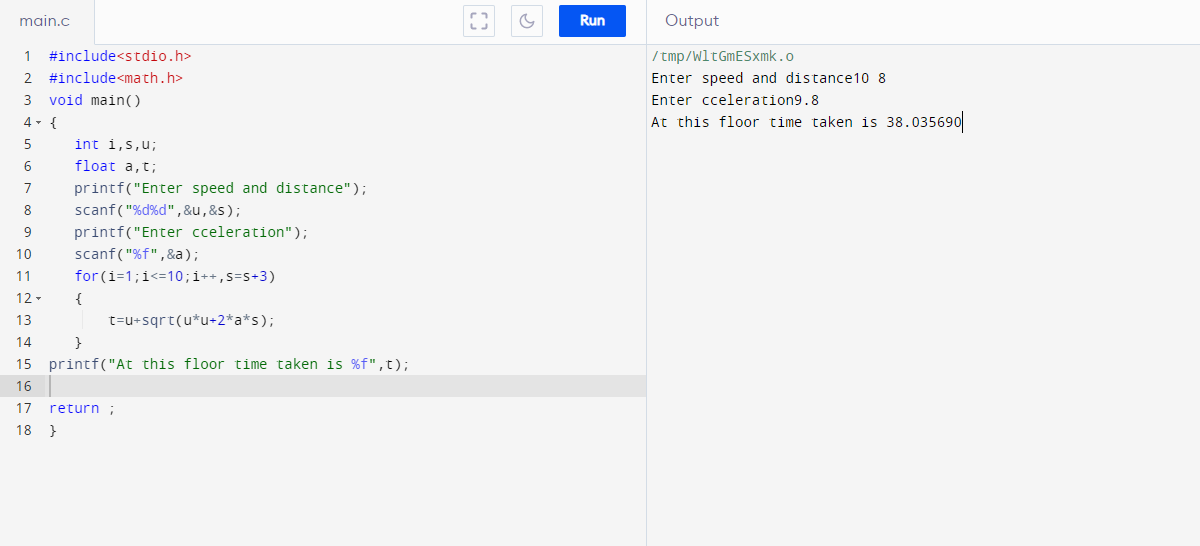 main.c
Run
Output
1 #include<stdio.h>
2 #include<math.h>
3 void main()
4 {
5 int i,s,u;
6 float a,t;
7 printf("Enter speed and distance");
8 scanf("%d%d",&u,&s);
9 printf("Enter cceleration");
10 scanf("%f",&a);
11 for(i=1;i<=10;i++,s=s+3)
12 {
13 t=u+sqrt(u*u+2*a*s);
14 }
15 printf("At this floor time taken is %f",t);
16
17 return ;
18 }
/tmp/WltGmESxmk.o
Enter speed and distance10 8
Enter cceleration9.8
At this floor time taken is 38.035690